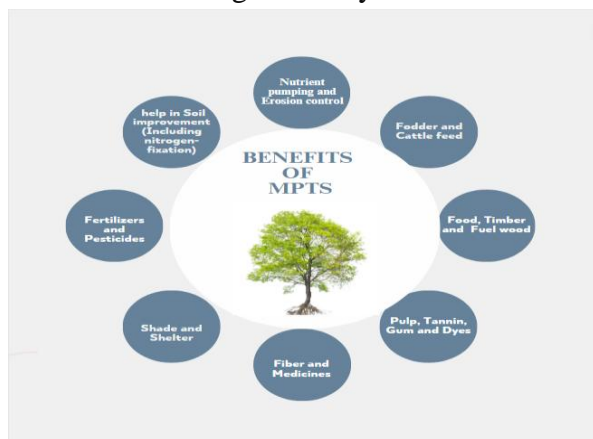 BENEFITS
OF
MPTS
Nutrient
pumping and
Erosion control
Fodder and
Cattle feed
Food, Timber
and Fuel wood
Pulp, Tannin,
Gum and Dyes
Fiber and
Medicines
Shade and
Shelter
Fertilizers
and
Pesticides
help in Soil
improvement
(Including
nitrogen-
fixation)